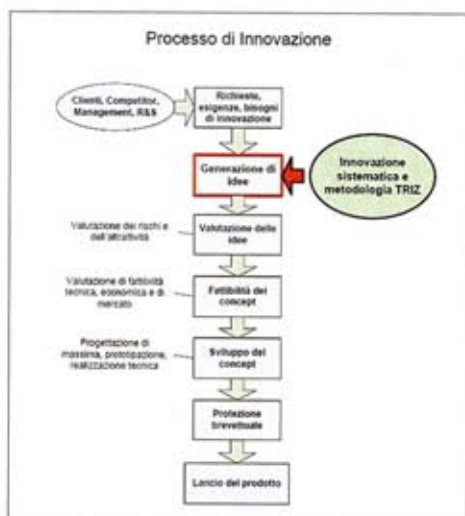 Processo di Innovazione
Clienti, Competitor,
Management, R&S
Richieste,
esigenze, bisogni
di innovazione
Generazione di
idee
Innovazione
sistematica e
metodologia TRIZ
Valutazione dei rischi e
dell'attrattività
Valutazione delle
idee
Valutazione di fattività
tecnica, economica e di
mercato
Fattibilità dei
concept
Progettazione di
massima, prototipazione,
realizzazione tecnica
Sviluppo del
concept
Protezione
brevettuale
Lancio del prodotto